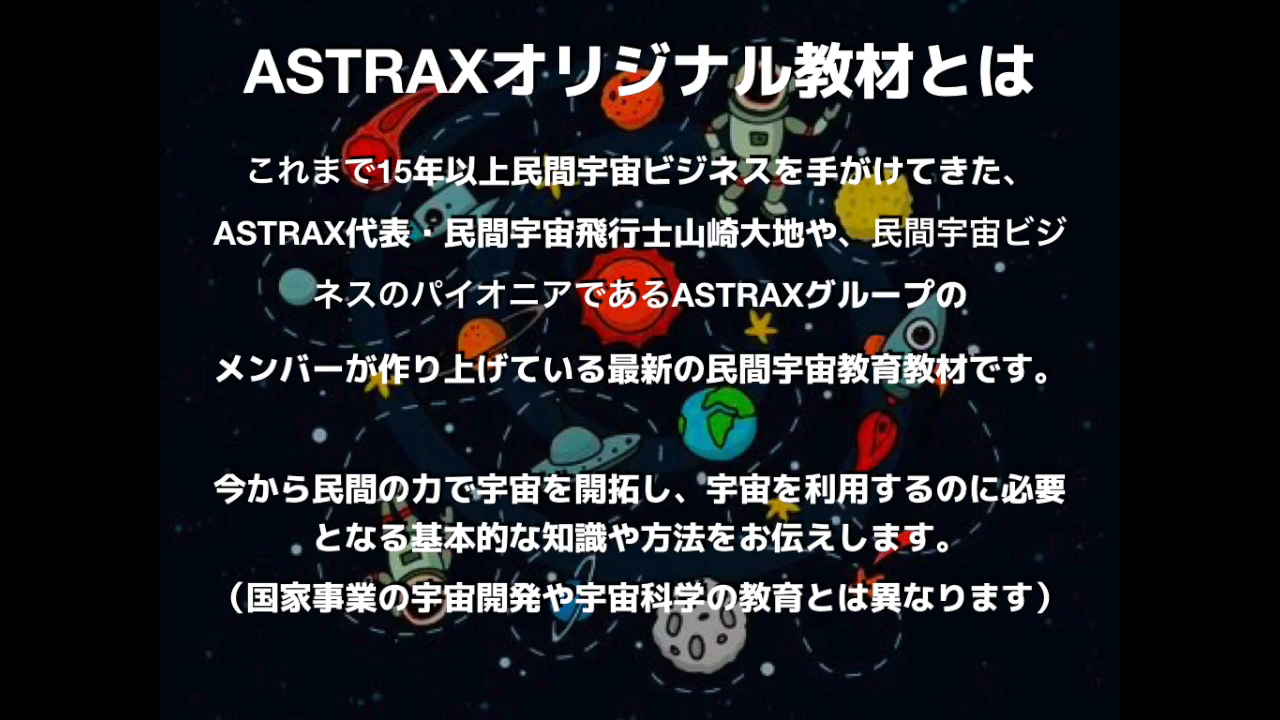 ASTRAXオリジナル教材とは
これまで15年以上民間宇宙ビジネスを手がけてきた、
ASTRAX代表・民間宇宙飛行士山崎大地や、民間宇宙ビジ
ネスのパイオニアであるASTRAXグループの
メンバーが作り上げている最新の民間宇宙教育教材です。
今から民間の力で宇宙を開拓し、宇宙を利用するのに必要
となる基本的な知識や方法をお伝えします。
（国家事業の宇宙開発や宇宙科学の教育とは異なります）